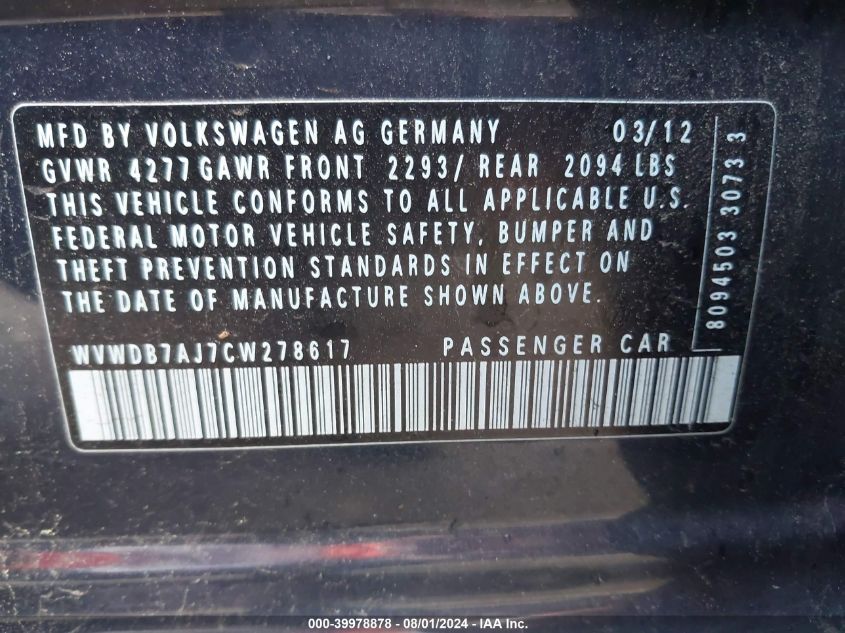 MFD BY VOLKSWAGEN AG GERMANY 03/12
GVWR 4277 GAWR FRONT 2293/ REAR 2094 LBS
THIS VEHICLE CONFORMS TO ALL APPLICABLE U.S.
FEDERAL MOTOR VEHICLE SAFETY, BUMPER AND
THEFT PREVENTION STANDARDS IN EFFECT ON
THE DATE OF MANUFACTURE SHOWN ABOVE.
WVWDB7AJ7CW278617 PASSENGER CAR
8094503 3073 3
000-39978878 - 08/01/2024 - IAA Inc.